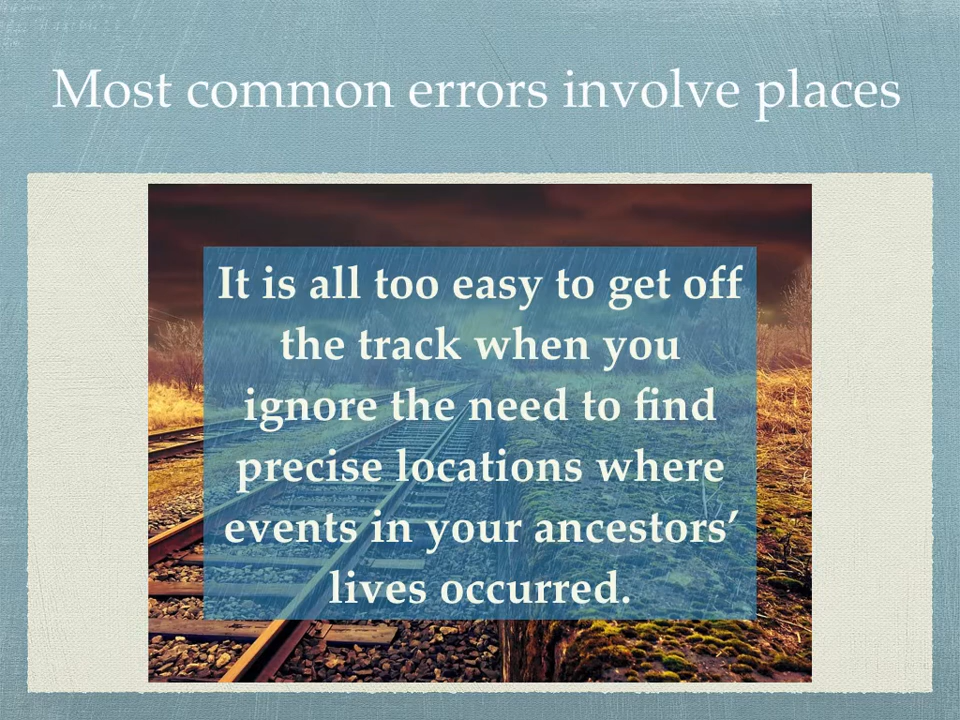 Most common errors involve places
It is all too easy to get off
the track when you
ignore the need to find
precise locations where
events in your ancestors’
lives occurred.